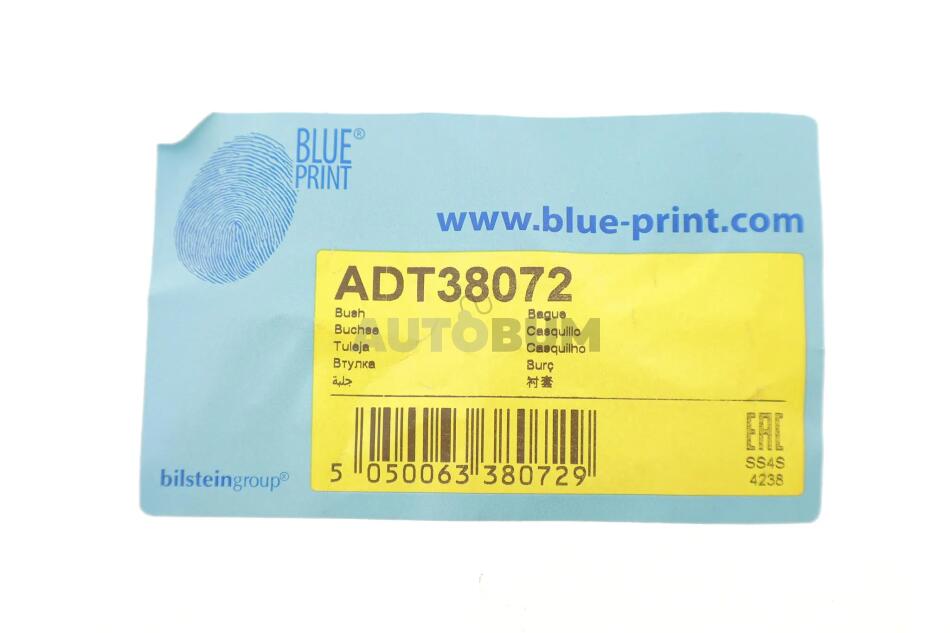 BLUE®
PRINT
www.blue-print.com
ADT38072
Bush
Buchse
Tuleja
Втулка
جلبة
Bague
Casquillo
Casquilho
Burç
衬套
AUTOBUM
5 050063 380729
bilsteingroup®
EAC
SS4S
4238